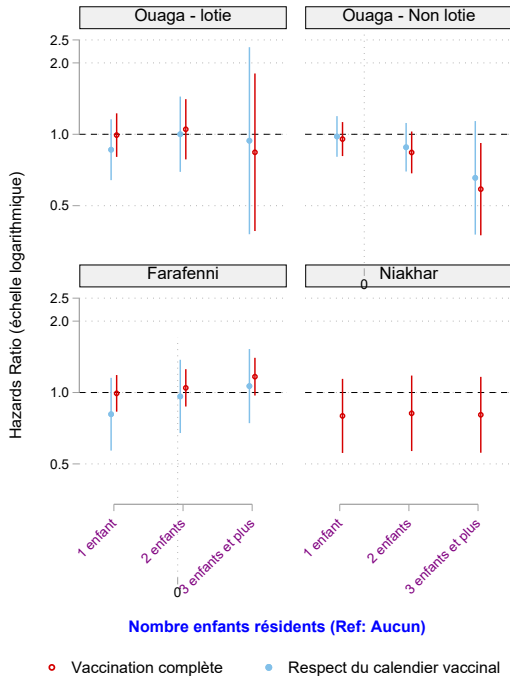 Ouaga - lotie
Ouaga - Non lotie
2.5
2.0
1.0
0.5
0
Farafenni
Niakhar
2.5
2.0
1.0
0.5
Hazards Ratio (échelle logarithmique)
1 enfant
2 enfants
3 enfants et plus
1 enfant
2 enfants
3 enfants et plus
0
Nombre enfants résidents (Ref: Aucun)
Vaccination complète
Respect du calendier vaccinal